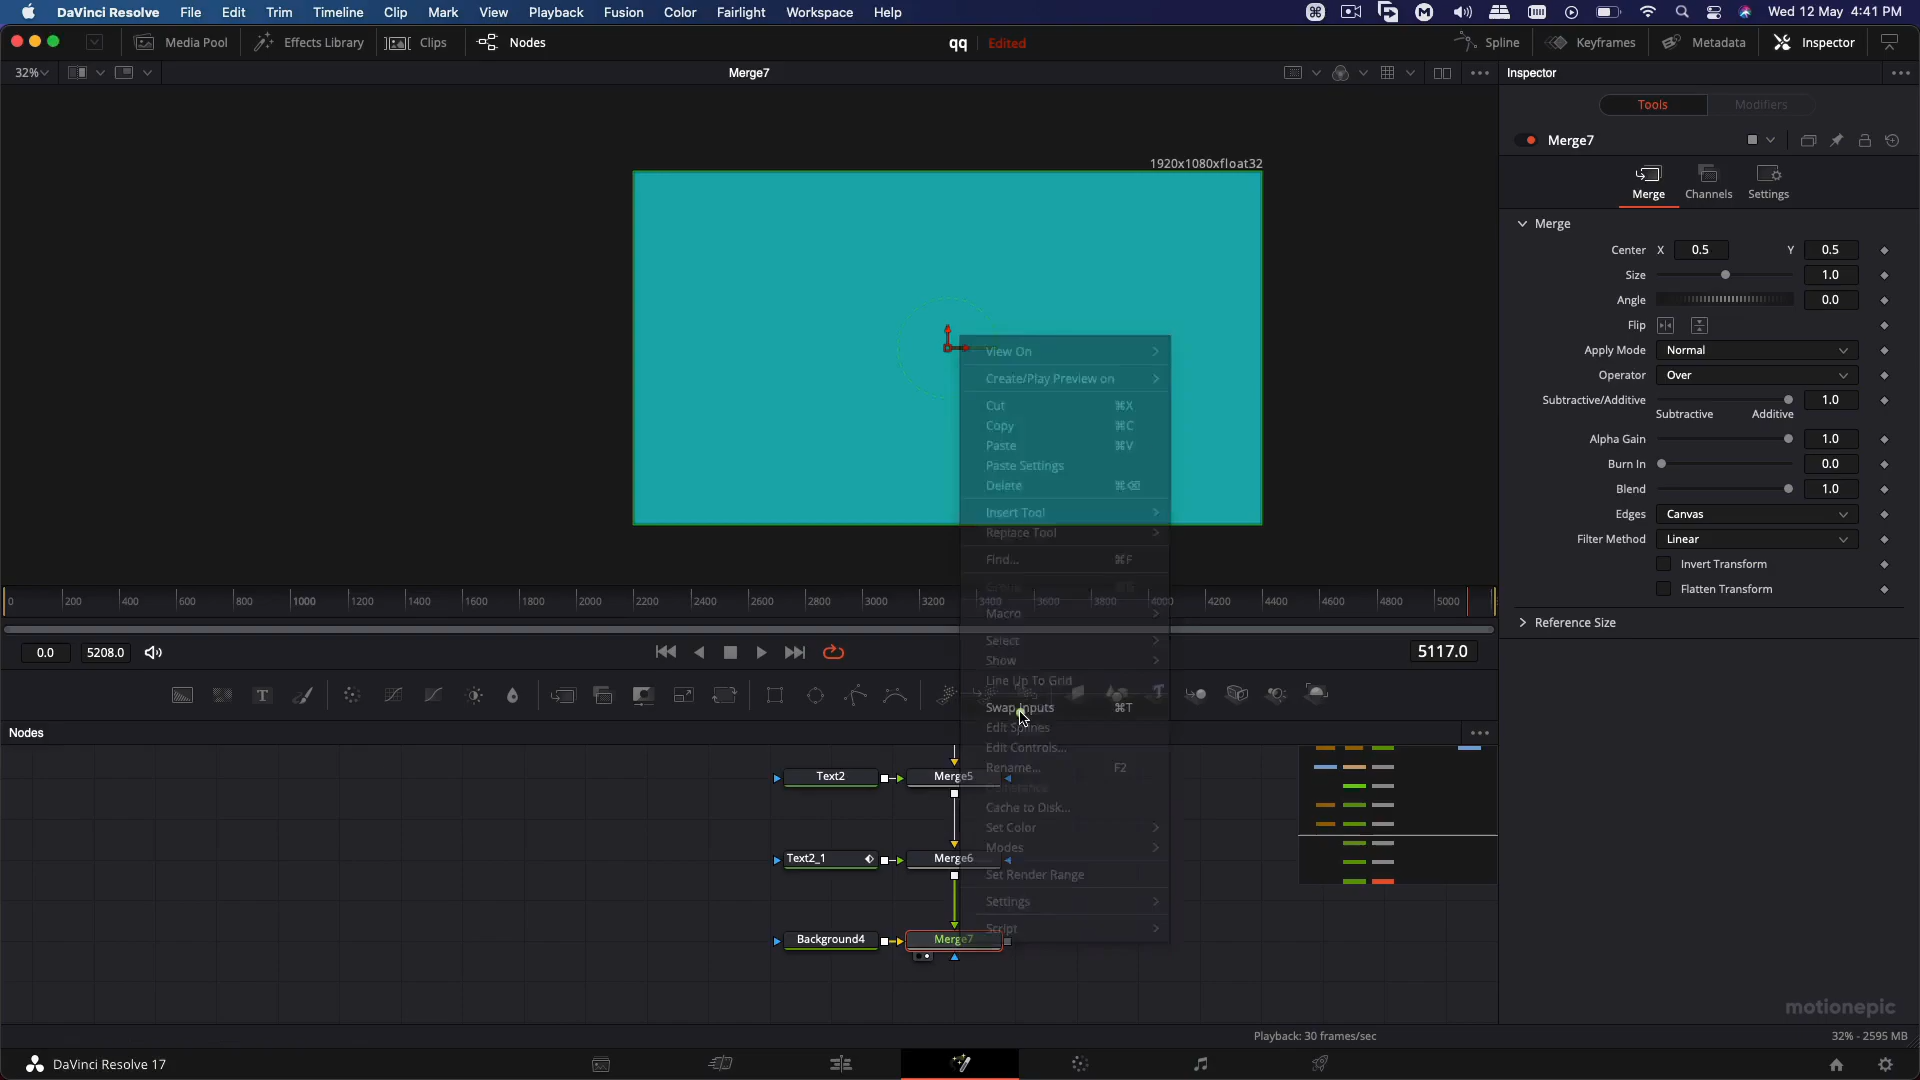 DaVinci Resolve File Edit Trim Timeline Clip Mark View Playback Fusion Color Fairlight Workspace Help Wed 12 May 4:41 PM
Media Pool Effects Library Clips Nodes qq Edited Spline Keyframes Metadata Inspector
32% Merge7 Inspector
Tools Modifiers
Merge7
1920x1080xfloat32
Merge Channels Settings
Merge
Center X 0.5 Y 0.5
Size 1.0
Angle 0.0
Flip
Apply Mode Normal
Operator Over
Subtractive/Additive 1.0
Subtractive Additive
Alpha Gain 1.0
Burn In 0.0
Blend 1.0
Edges Canvas
Filter Method Linear
Invert Transform
Flatten Transform
Reference Size
View On
Create/Play Preview on
Cut ⌘X
Copy ⌘C
Paste ⌘V
Paste Settings
Delete ⌘⌫
Insert Tool
Replace Tool
Find... ⌘F
Macro
Select
Show
Line Up To Grid
Swap Inputs ⌘T
Edit Splines
Edit Controls...
Rename... F2
Cache to Disk...
Set Color
Modes
Set Render Range
Settings
Script
0 200 400 600 800 1000 1200 1400 1600 1800 2000 2200 2400 2600 2800 3000 3200 3400 3600 3800 4000 4200 4400 4600 4800 5000
0.0 5208.0 5117.0
Nodes
Text2 Merge5
Text2_1 Merge6
Background4 Merge7
motionepic
Playback: 30 frames/sec 32% - 2595 MB
DaVinci Resolve 17